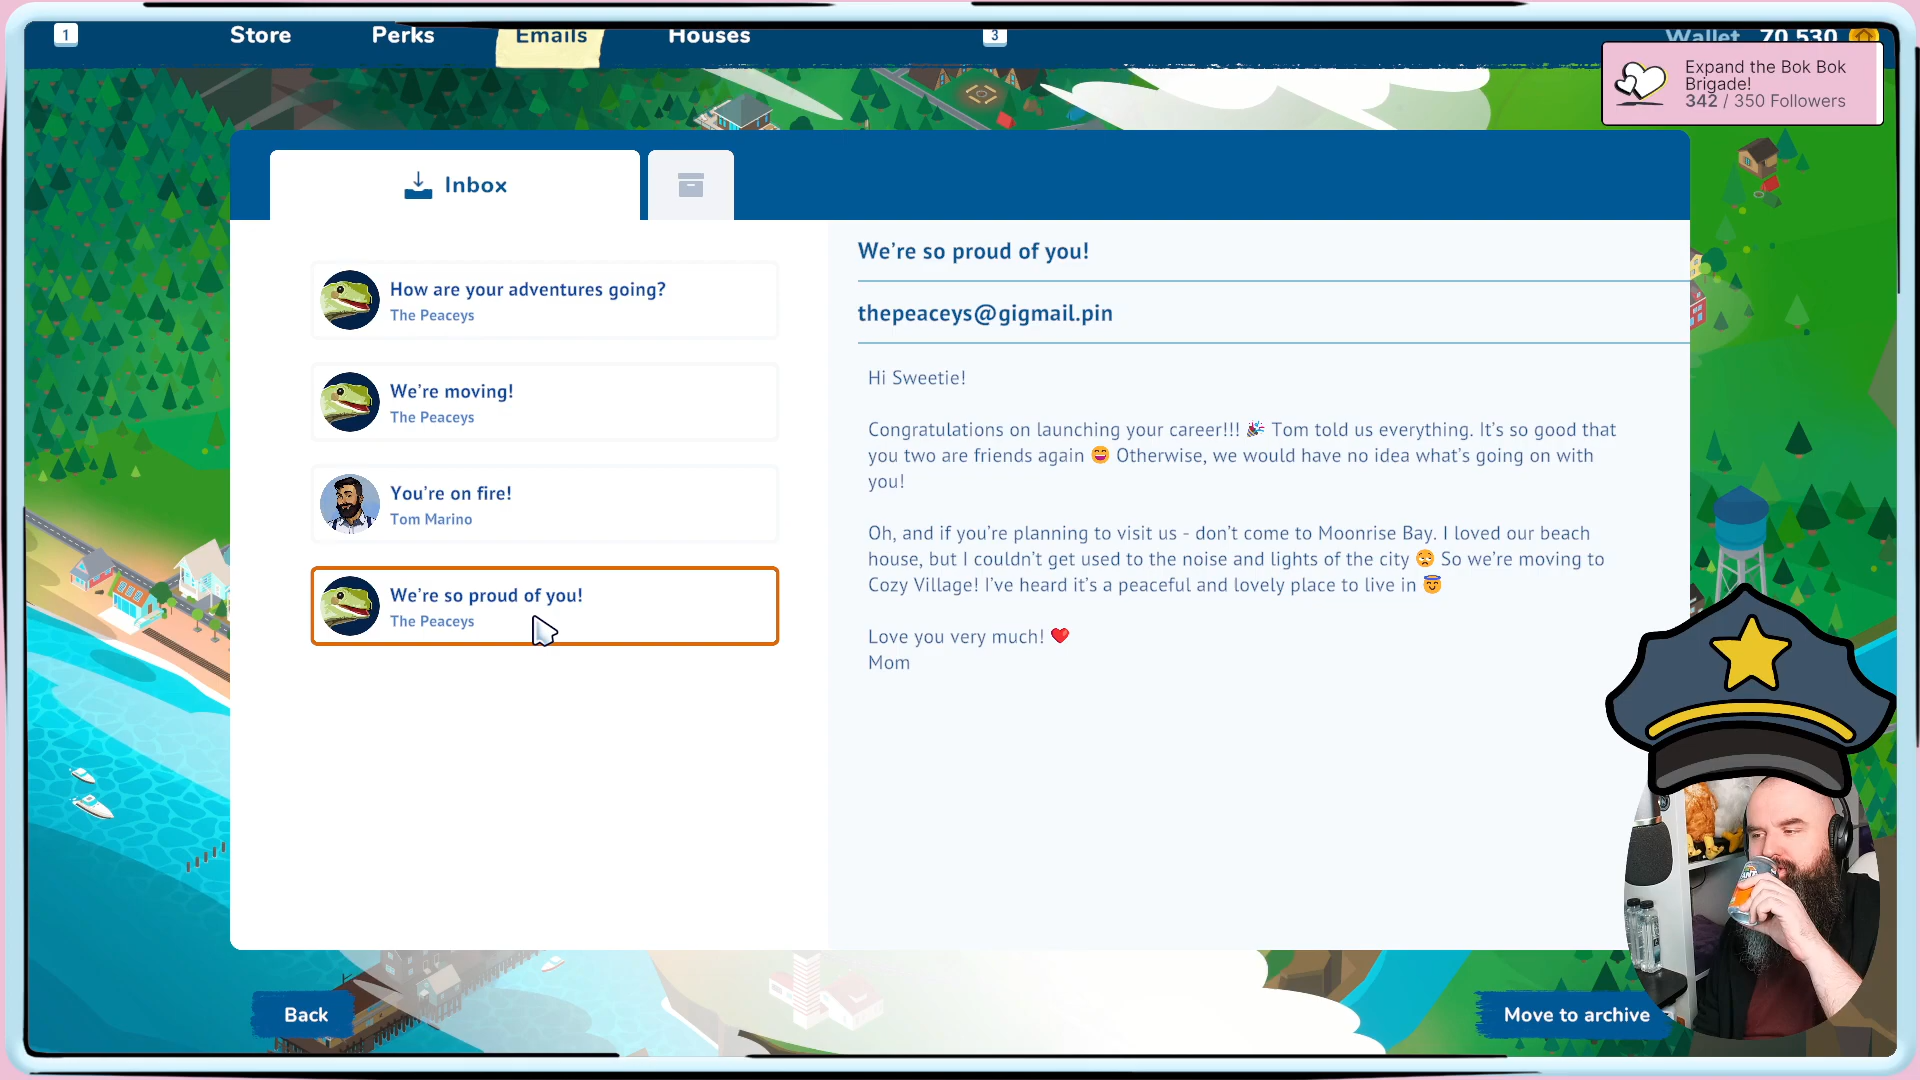 1 Store Perks Emails Houses 3 Wallet 70 530
Expand the Bok Bok
Brigade!
342 / 350 Followers
Inbox
How are your adventures going?
The Peaceys
We're moving!
The Peaceys
You're on fire!
Tom Marino
We're so proud of you!
The Peaceys
We're so proud of you!
thepeaceys@gigmail.pin
Hi Sweetie!
Congratulations on launching your career!!! 🎉 Tom told us everything. It's so good that
you two are friends again 😄 Otherwise, we would have no idea what's going on with
you!
Oh, and if you're planning to visit us - don't come to Moonrise Bay. I loved our beach
house, but I couldn't get used to the noise and lights of the city 😟 So we're moving to
Cozy Village! I've heard it's a peaceful and lovely place to live in 😇
Love you very much! ❤️
Mom
Back
Move to archive